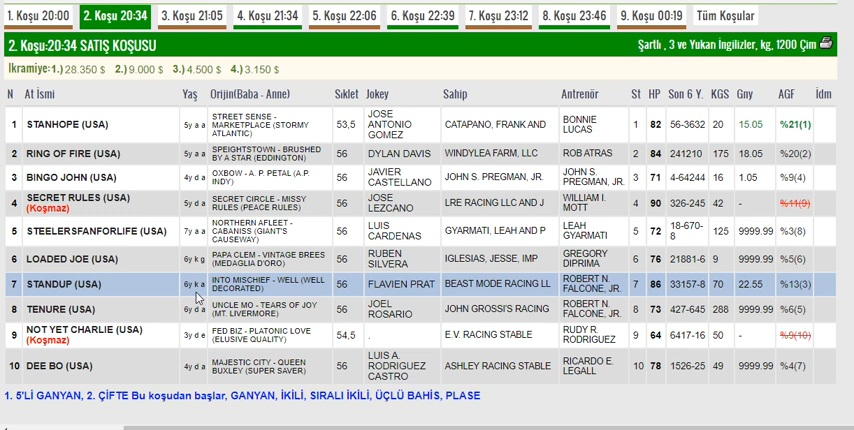 1. Koşu 20:00 2. Koşu 20:34 3. Koşu 21:05 4. Koşu 21:34 5. Koşu 22:06 6. Koşu 22:39 7. Koşu 23:12 8. Koşu 23:46 9. Koşu 00:19 Tüm Koşular
2. Koşu:20:34 SATIŞ KOŞUSU Şartlı , 3 ve Yukarı İngilizler, kg, 1200 Çim
İkramiye:1.) 28.350 $ 2.) 9.000 $ 3.) 4.500 $ 4.) 3.150 $
N At İsmi Yaş Orijin(Baba - Anne) Sıklet Jokey Sahip Antrenör St HP Son 6 Y. KGS Gny AGF İdm
1 STANHOPE (USA) 5y a a STREET SENSE - MARKETPLACE (STORMY ATLANTIC) 53,5 JOSE ANTONIO GOMEZ CATAPANO, FRANK AND BONNIE LUCAS 1 82 56-3632 20 15.05 %21(1)
2 RING OF FIRE (USA) 5y a a SPEIGHTSTOWN - BRUSHED BY A STAR (EDDINGTON) 56 DYLAN DAVIS WINDYLEA FARM, LLC ROB ATRAS 2 84 241210 175 18.05 %20(2)
3 BINGO JOHN (USA) 4y d a OXBOW - A. P. PETAL (A.P. INDY) 56 JAVIER CASTELLANO JOHN S. PREGMAN, JR. JOHN S. PREGMAN, JR. 3 71 4-64244 16 1.05 %9(4)
4 SECRET RULES (USA) (Koşmaz) 5y d a SECRET CIRCLE - MISSY RULES (PEACE RULES) 56 JOSE LEZCANO LRE RACING LLC AND J WILLIAM I. MOTT 4 90 326-245 42 - %11(9)
5 STEELERSFANFORLIFE (USA) 7y a a NORTHERN AFLEET - CABANISS (GIANT'S CAUSEWAY) 56 LUIS CARDENAS GYARMATI, LEAH AND P LEAH GYARMATI 5 72 18-670-8 125 9999.99 %3(8)
6 LOADED JOE (USA) 6y k g PAPA CLEM - VINTAGE BREES (MEDAGLIA D'ORO) 56 RUBEN SILVERA IGLESIAS, JESSE, IMP GREGORY DIPRIMA 6 76 21881-6 9 9999.99 %5(6)
7 STANDUP (USA) 6y k a INTO MISCHIEF - WELL (WELL DECORATED) 56 FLAVIEN PRAT BEAST MODE RACING LL ROBERT N. FALCONE, JR. 7 86 33157-8 70 22.55 %13(3)
8 TENURE (USA) 6y d a UNCLE MO - TEARS OF JOY (MT. LIVERMORE) 56 JOEL ROSARIO JOHN GROSSI'S RACING ROBERT N. FALCONE, JR. 8 73 427-645 288 9999.99 %6(5)
9 NOT YET CHARLIE (USA) (Koşmaz) 3y d e FED BIZ - PLATONIC LOVE (ELUSIVE QUALITY) 54,5 . E.V. RACING STABLE RUDY R. RODRIGUEZ 9 64 6417-16 50 - %9(10)
10 DEE BO (USA) 4y d a MAJESTIC CITY - QUEEN BUXLEY (SUPER SAVER) 56 LUIS A. RODRIGUEZ CASTRO ASHLEY RACING STABLE RICARDO E. LEGALL 10 78 1526-25 49 9999.99 %4(7)
1. 5'Lİ GANYAN, 2. ÇİFTE Bu koşudan başlar, GANYAN, İKİLİ, SIRALI İKİLİ, ÜÇLÜ BAHİS, PLASE